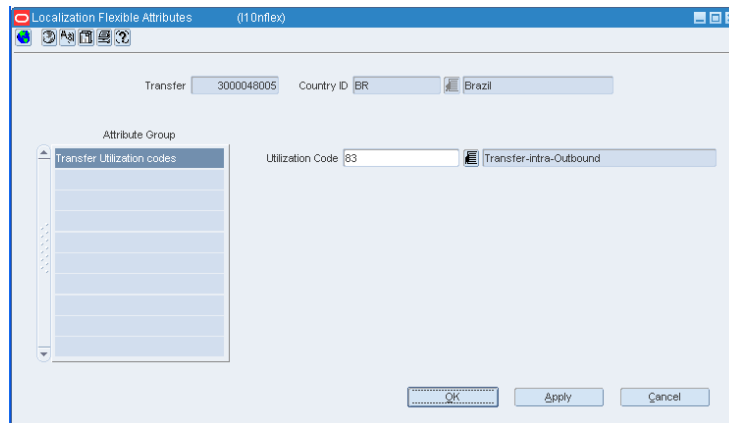 Localization Flexible Attributes (l10nflex)
Transfer 3000048005 Country ID BR Brazil
Attribute Group
Transfer Utilization codes Utilization Code 83 Transfer-intra-Outbound
OK Apply Cancel